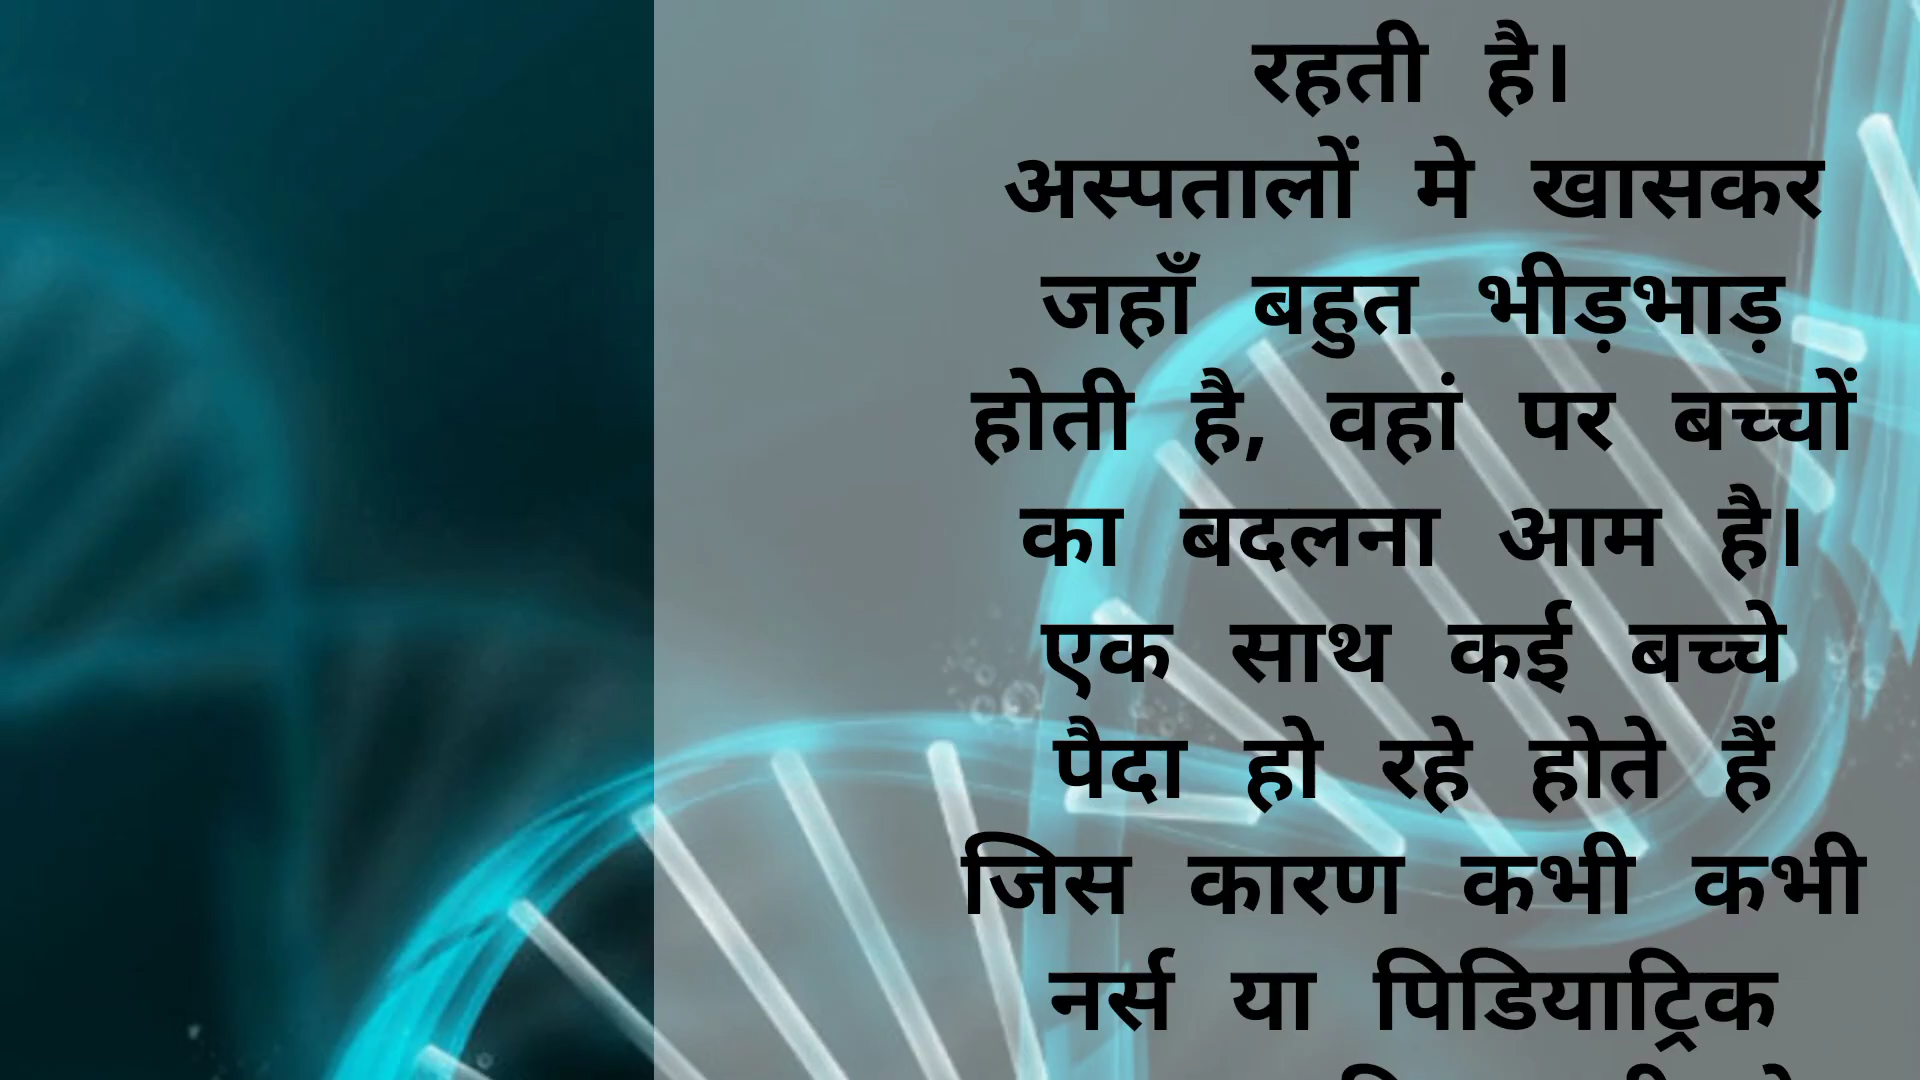 रहती है।
अस्पतालों मे खासकर
जहाँ बहुत भीड़भाड़
होती है, वहां पर बच्चों
का बदलना आम है।
एक साथ कई बच्चे
पैदा हो रहे होते हैं
जिस कारण कभी कभी
नर्स या पिडियाट्रिक